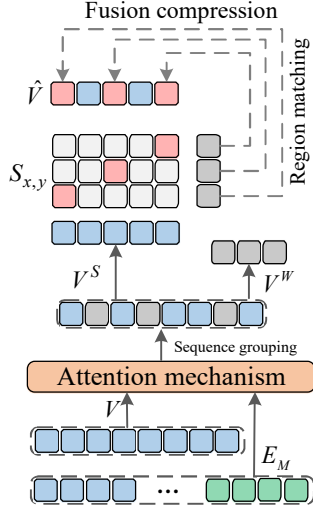 Fusion compression
V̂
Region matching
S_{x,y}
V^S
V^W
Sequence grouping
Attention mechanism
V
E_M
...